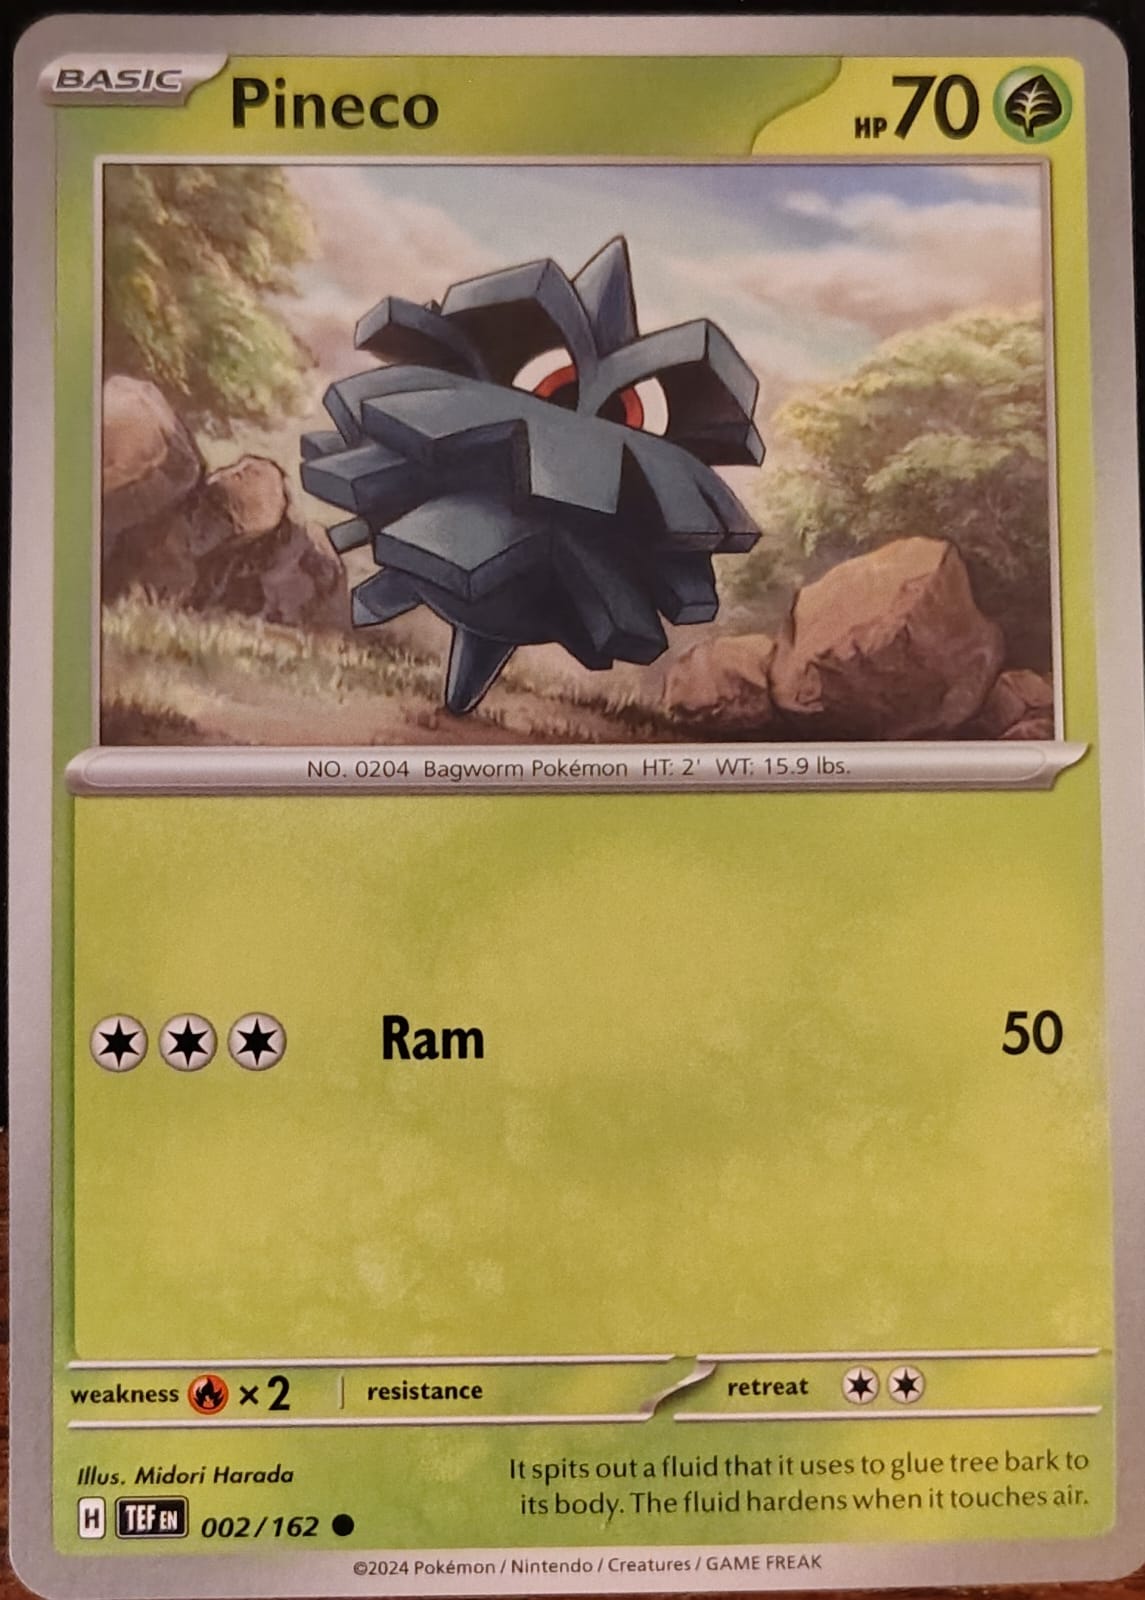 BASIC
Pineco
HP 70
NO. 0204 Bagworm Pokémon HT: 2' WT: 15.9 lbs.
Ram 50
weakness ×2 resistance retreat
Illus. Midori Harada
It spits out a fluid that it uses to glue tree bark to
its body. The fluid hardens when it touches air.
H TEF EN 002/162
©2024 Pokémon / Nintendo / Creatures / GAME FREAK